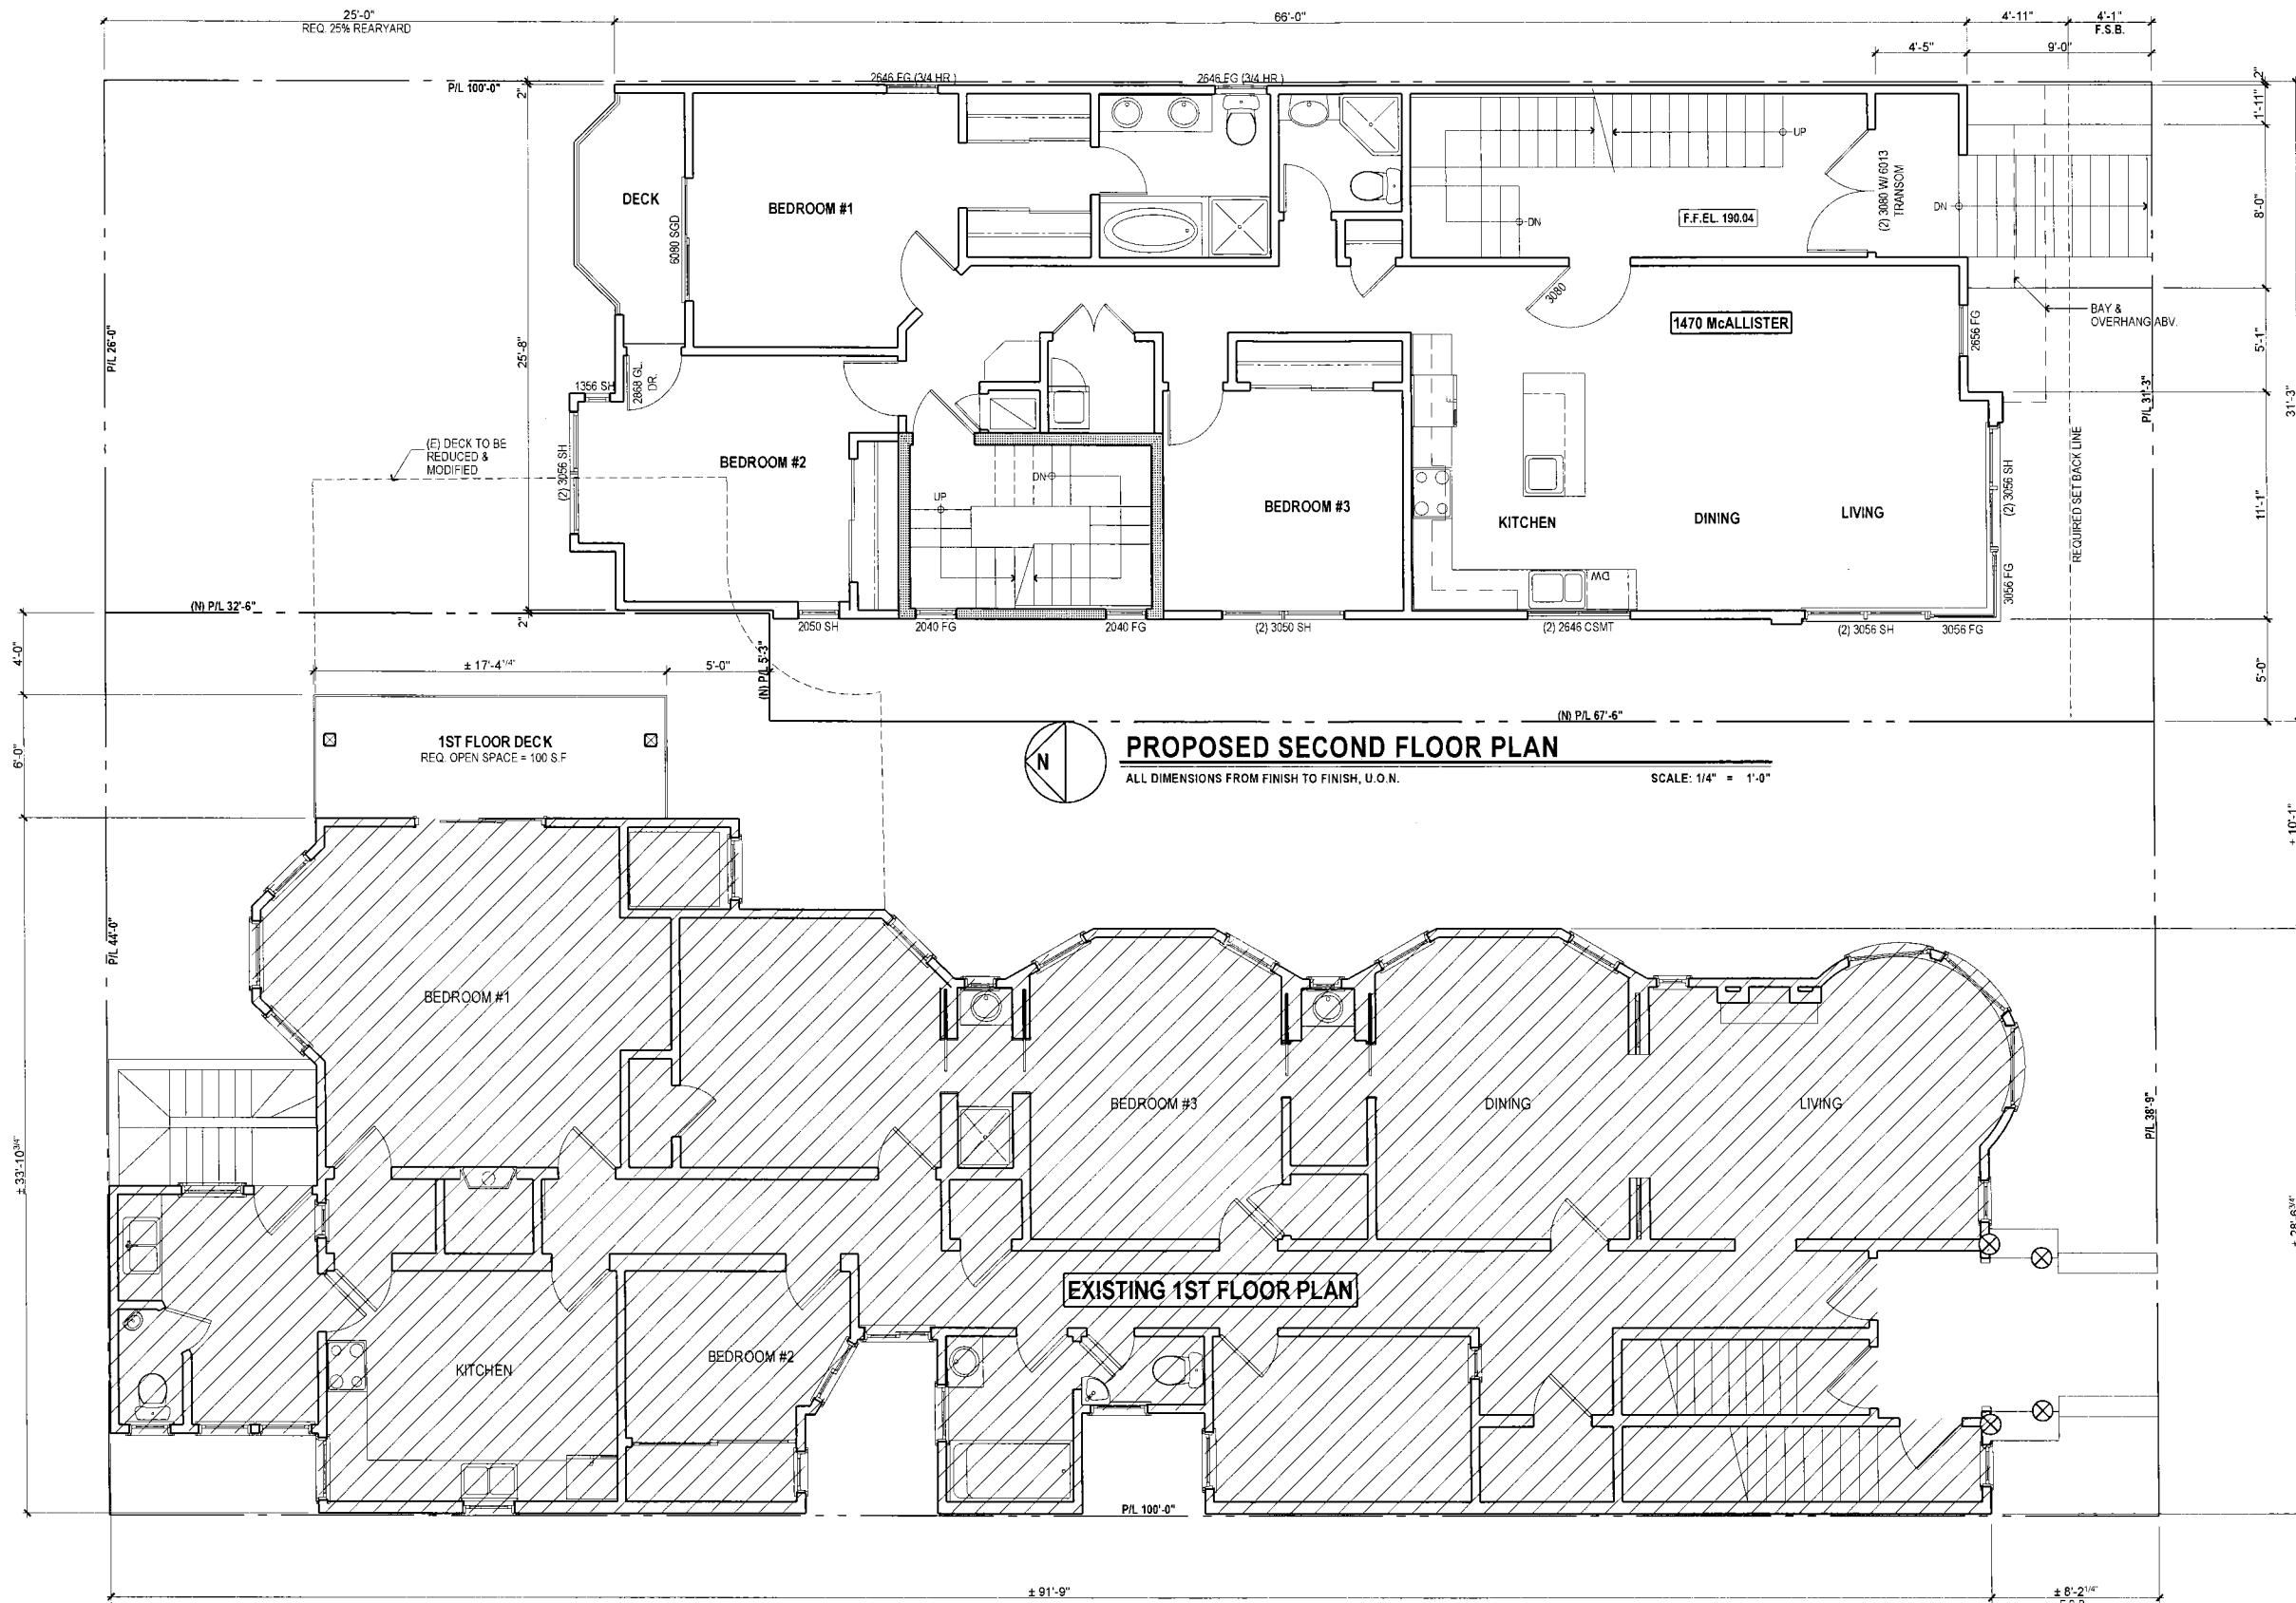 25'-0"
REQ. 25% REARYARD
66'-0"
4'-11"
4'-1"
F.S.B.
4'-5"
9'-0"
P/L 100'-0"
2646 FG (3/4 HR.)
2646 FG (3/4 HR.)
2"
2"
1'-11"
8'-0"
5'-1"
11'-1"
5'-0"
31'-3"
DECK
6080 SGD
BEDROOM #1
UP
DN
F.F.EL. 190.04
(2) 3080 W/ 6013
TRANSOM
DN
3080
1470 McALLISTER
2656 FG
BAY &
OVERHANG ABV.
P/L 26'-0"
25'-8"
P/L 31'-3"
1356 SH
2868 GL.
DR.
(E) DECK TO BE
REDUCED &
MODIFIED
(2) 3056 SH
BEDROOM #2
DN
UP
F
BEDROOM #3
KITCHEN
DINING
LIVING
(2) 3056 SH
3056 FG
REQUIRED SET BACK LINE
DW
(N) P/L 32'-6"
2"
2050 SH
2040 FG
2040 FG
(2) 3050 SH
(2) 2646 CSMT
(2) 3056 SH
3056 FG
4'-0"
± 17'-4 1/4"
5'-0"
(N) P/L 5'-3"
(N) P/L 67'-6"
6'-0"
1ST FLOOR DECK
REQ. OPEN SPACE = 100 S.F
N
PROPOSED SECOND FLOOR PLAN
ALL DIMENSIONS FROM FINISH TO FINISH, U.O.N.
SCALE: 1/4" = 1'-0"
± 10'-1"
P/L 44'-0"
BEDROOM #1
BEDROOM #3
DINING
LIVING
P/L 38'-9"
± 33'-10 3/4"
± 28'-6 3/4"
EXISTING 1ST FLOOR PLAN
KITCHEN
BEDROOM #2
P/L 100'-0"
± 91'-9"
± 8'-2 1/4"